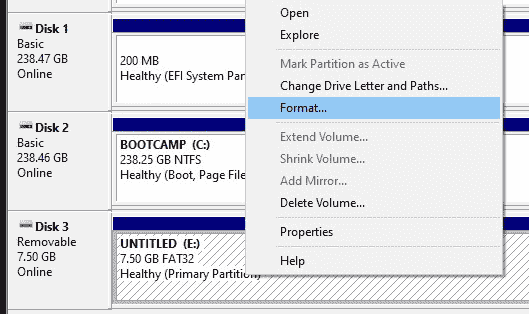 Disk 1
Basic
238.47 GB
Online
200 MB
Healthy (EFI System Par
Disk 2
Basic
238.46 GB
Online
BOOTCAMP (C:)
238.25 GB NTFS
Healthy (Boot, Page File
Disk 3
Removable
7.50 GB
Online
UNTITLED (E:)
7.50 GB FAT32
Healthy (Primary Partition)
Open
Explore
Mark Partition as Active
Change Drive Letter and Paths...
Format...
Extend Volume...
Shrink Volume...
Add Mirror...
Delete Volume...
Properties
Help